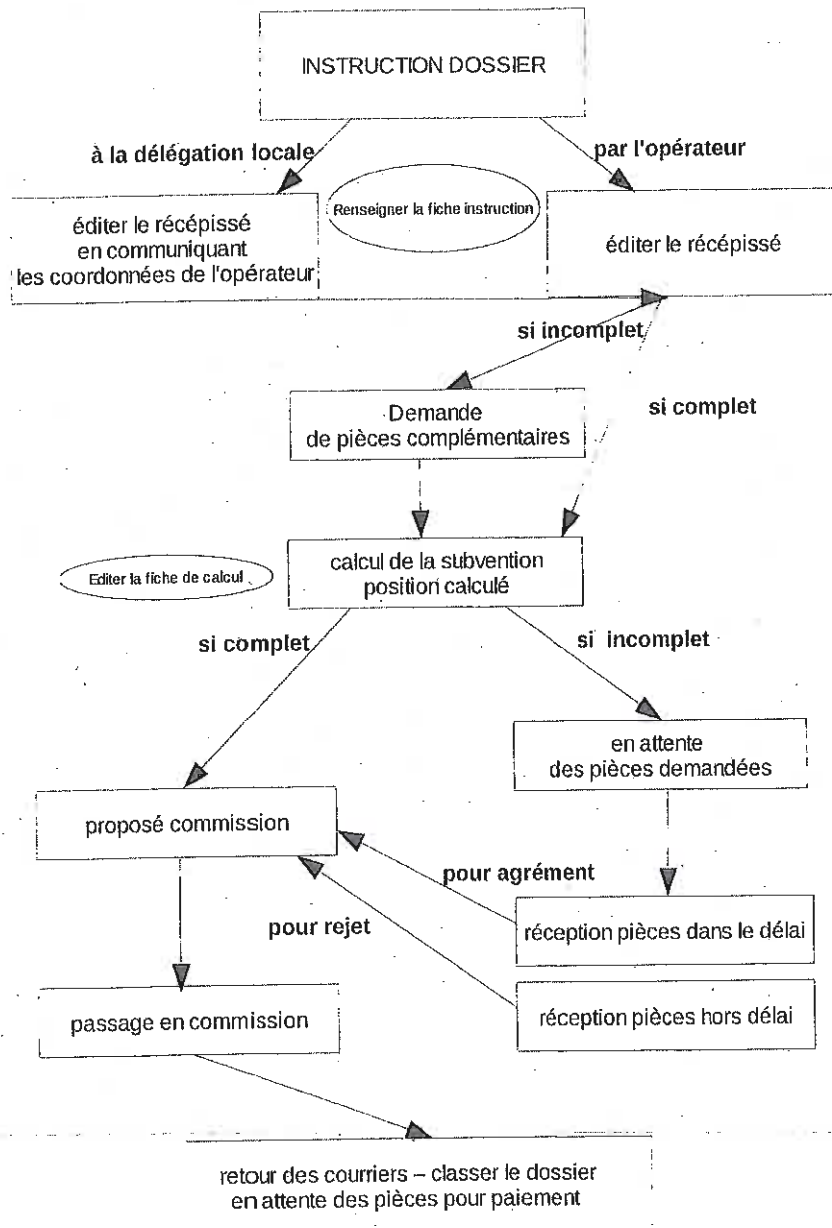 INSTRUCTION DOSSIER
à la délégation locale
par l'opérateur
Renseigner la fiche instruction
éditer le récépissé
en communiquant
les coordonnées de l'opérateur
éditer le récépissé
si incomplet
si complet
Demande
de pièces complémentaires
calcul de la subvention
position calculé
Editer la fiche de calcul
si complet
si incomplet
en attente
des pièces demandées
proposé commission
pour agrément
pour rejet
réception pièces dans le délai
réception pièces hors délai
passage en commission
retour des courriers – classer le dossier
en attente des pièces pour paiement